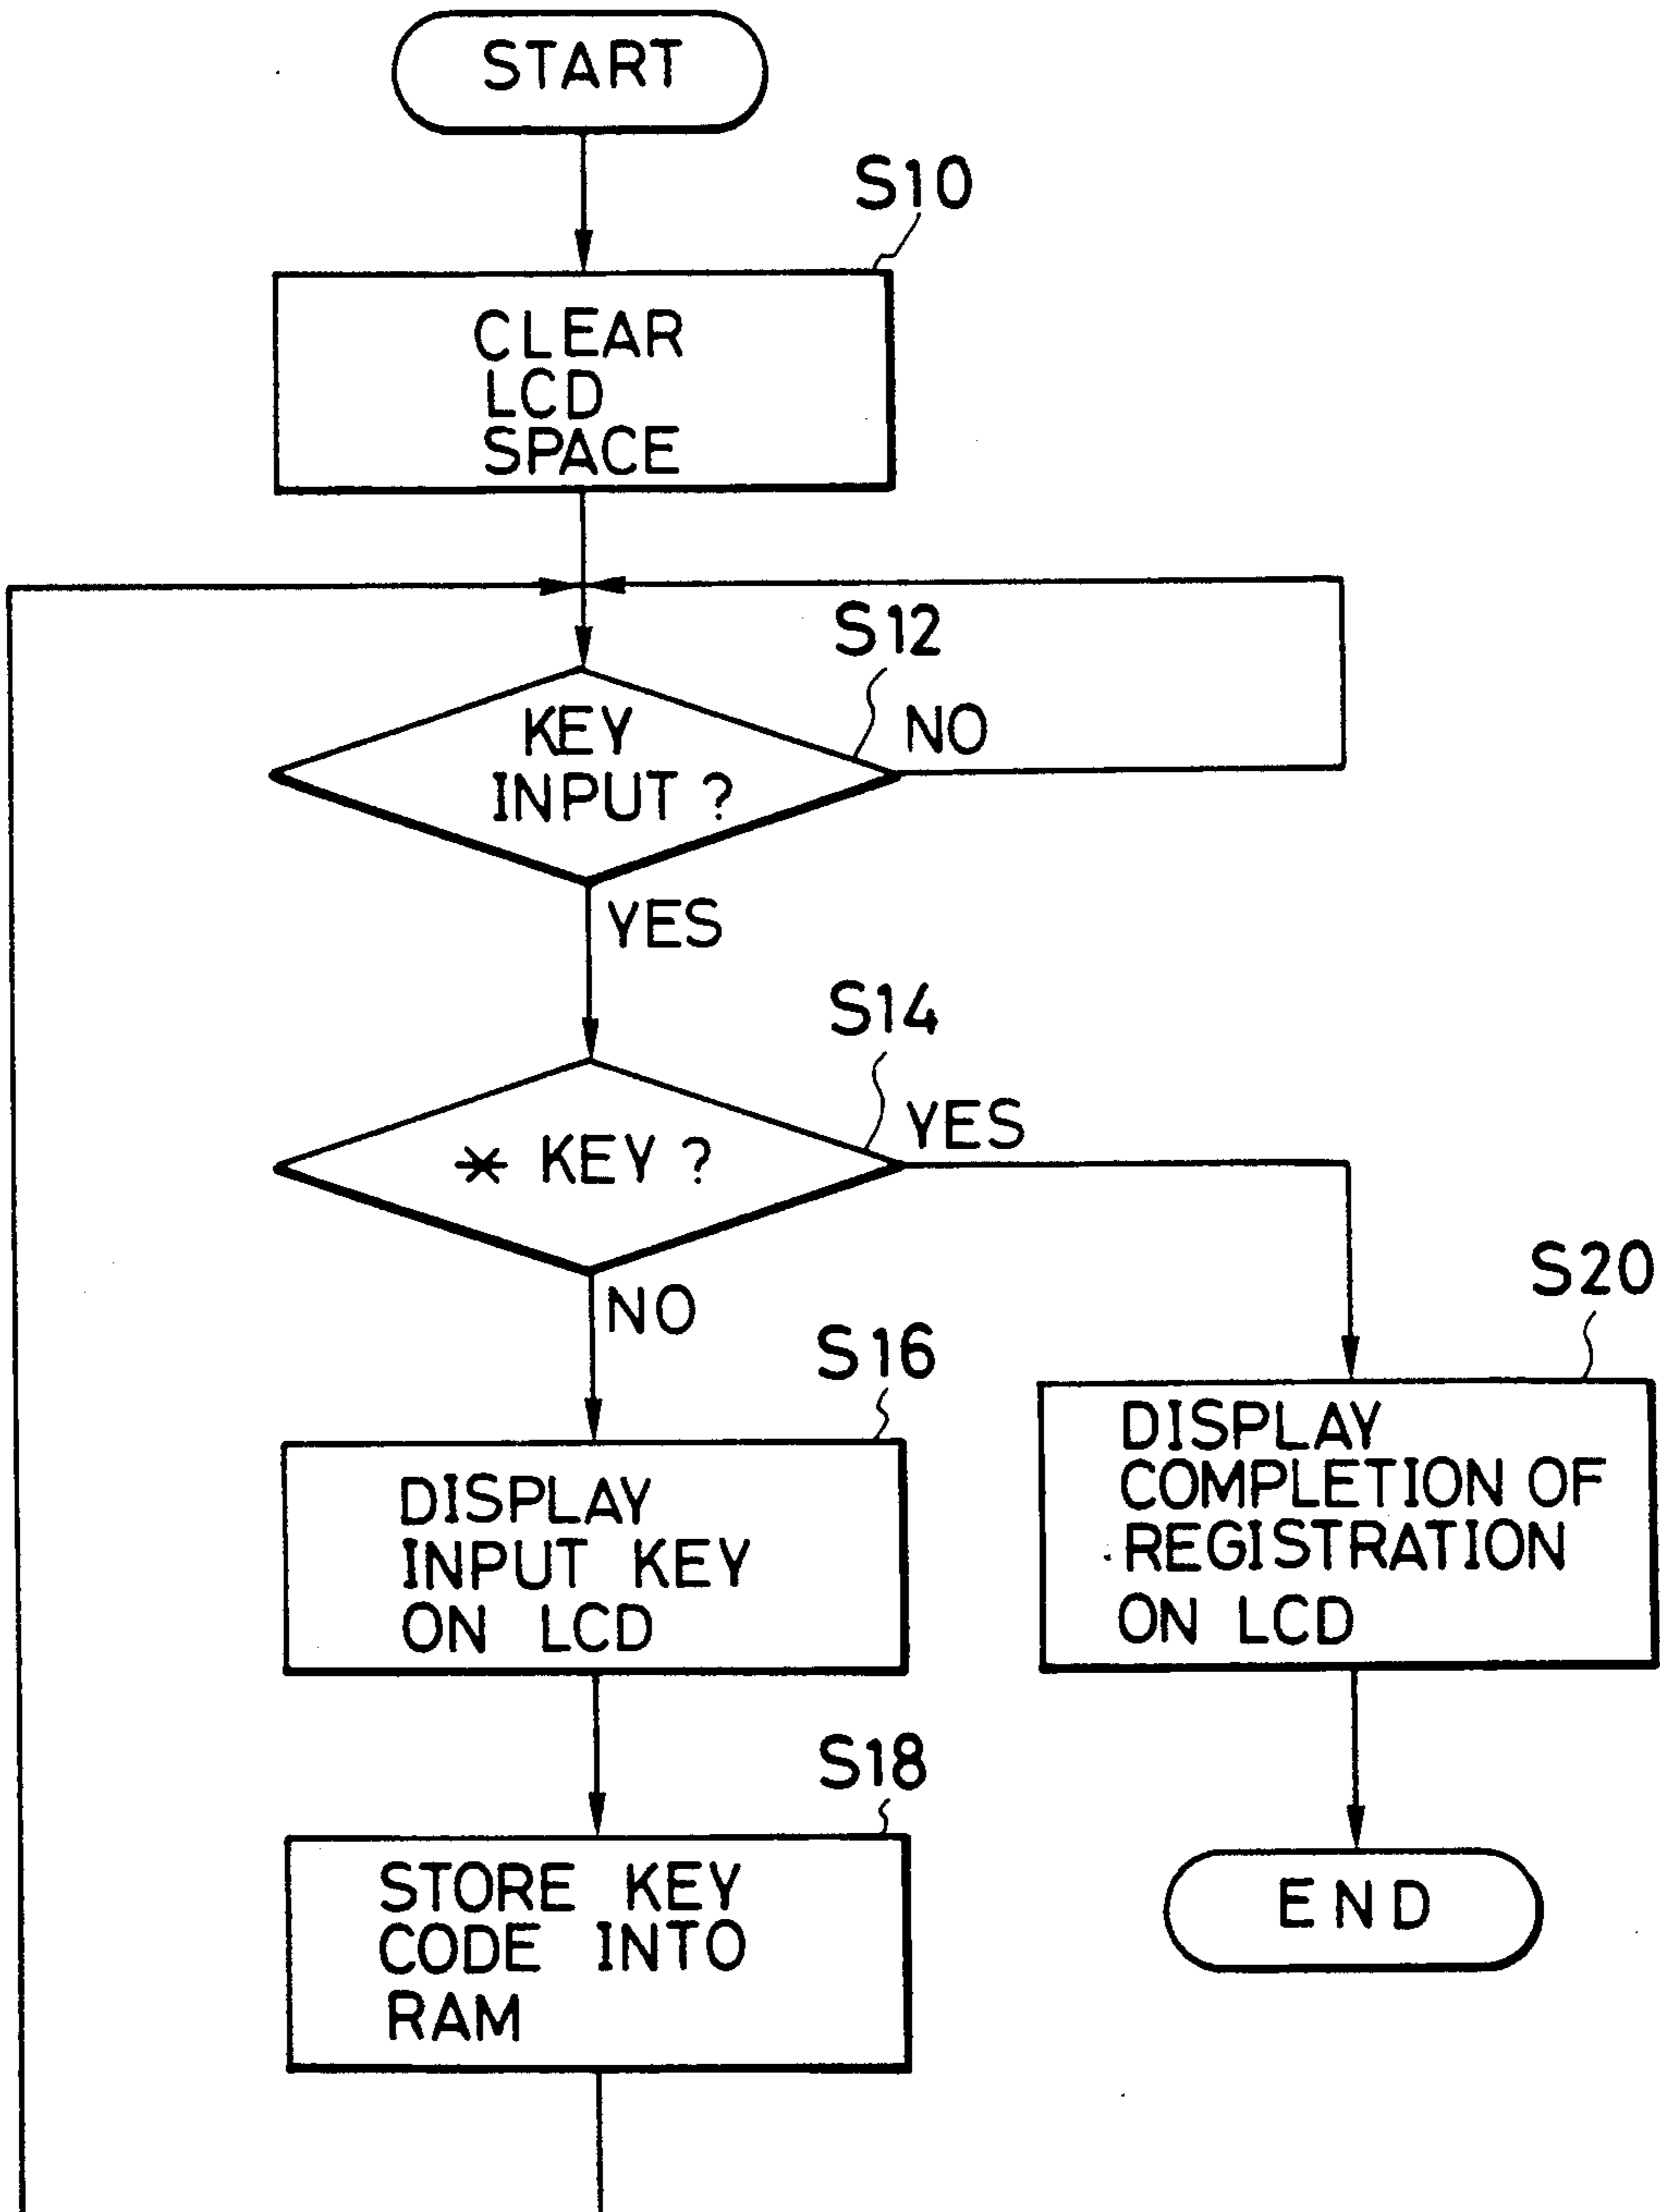 START
S10
CLEAR
LCD
SPACE
S12
KEY
INPUT ?
NO
YES
S14
* KEY ?
YES
NO
S16
DISPLAY
INPUT KEY
ON LCD
S20
DISPLAY
COMPLETION OF
REGISTRATION
ON LCD
S18
STORE KEY
CODE INTO
RAM
END